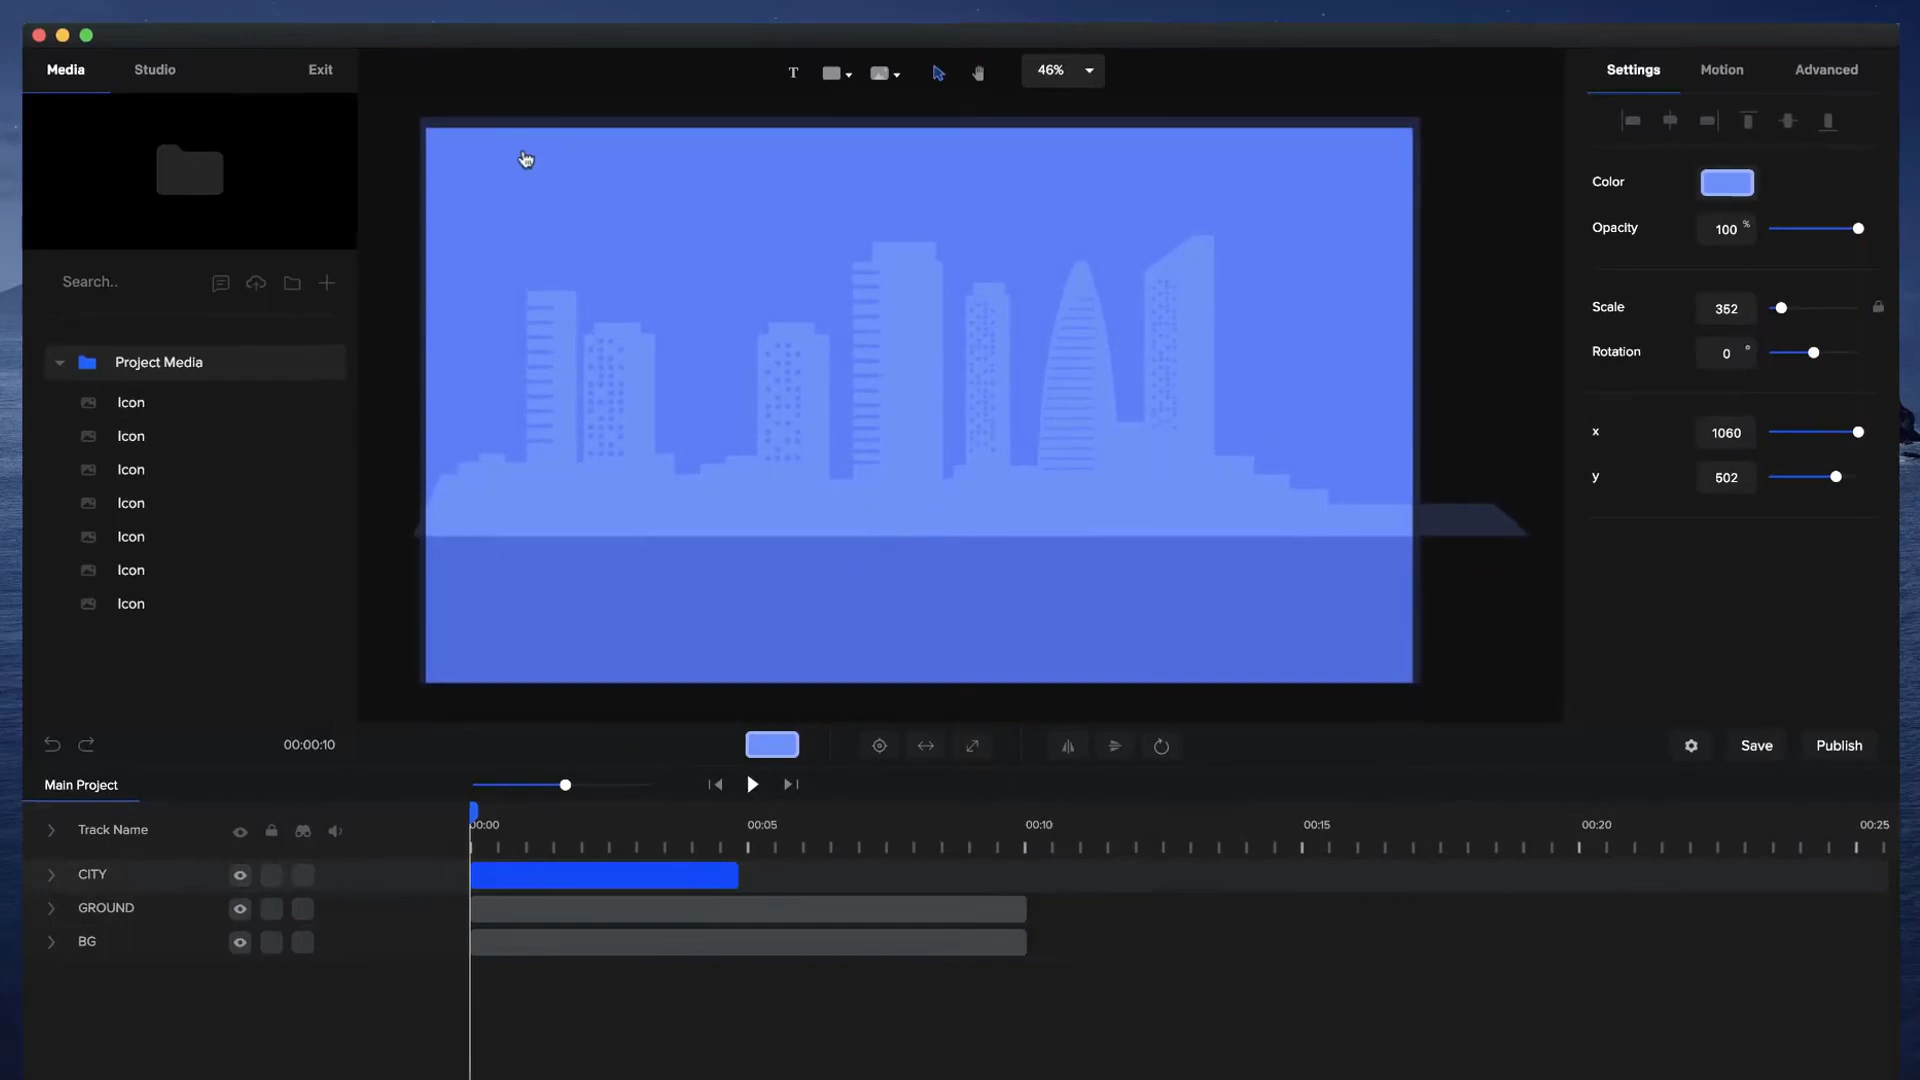 Media Studio Exit
T 46%
Settings Motion Advanced
Color
Opacity 100 %
Search..
Scale 352
Rotation 0 °
Project Media
Icon
Icon
x 1060
Icon
y 502
Icon
Icon
Icon
Icon
00:00:10
Save Publish
Main Project
Track Name
00:00 00:05 00:10 00:15 00:20 00:25
CITY
GROUND
BG